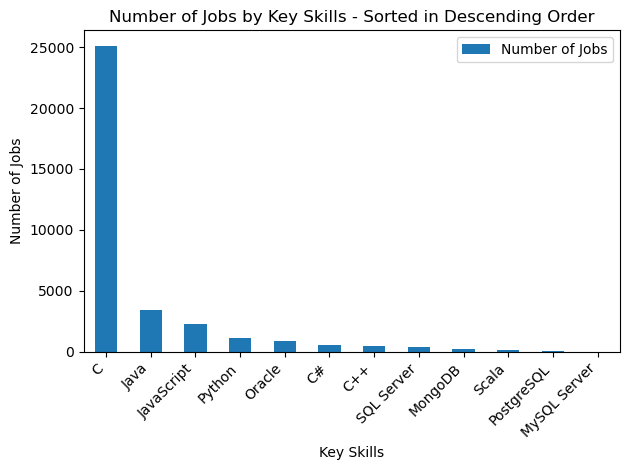 Number of Jobs by Key Skills - Sorted in Descending Order
Number of Jobs
25000
20000
15000
10000
5000
0
Number of Jobs
C
Java
JavaScript
Python
Oracle
C#
C++
SQL Server
MongoDB
Scala
PostgreSQL
MySQL Server
Key Skills